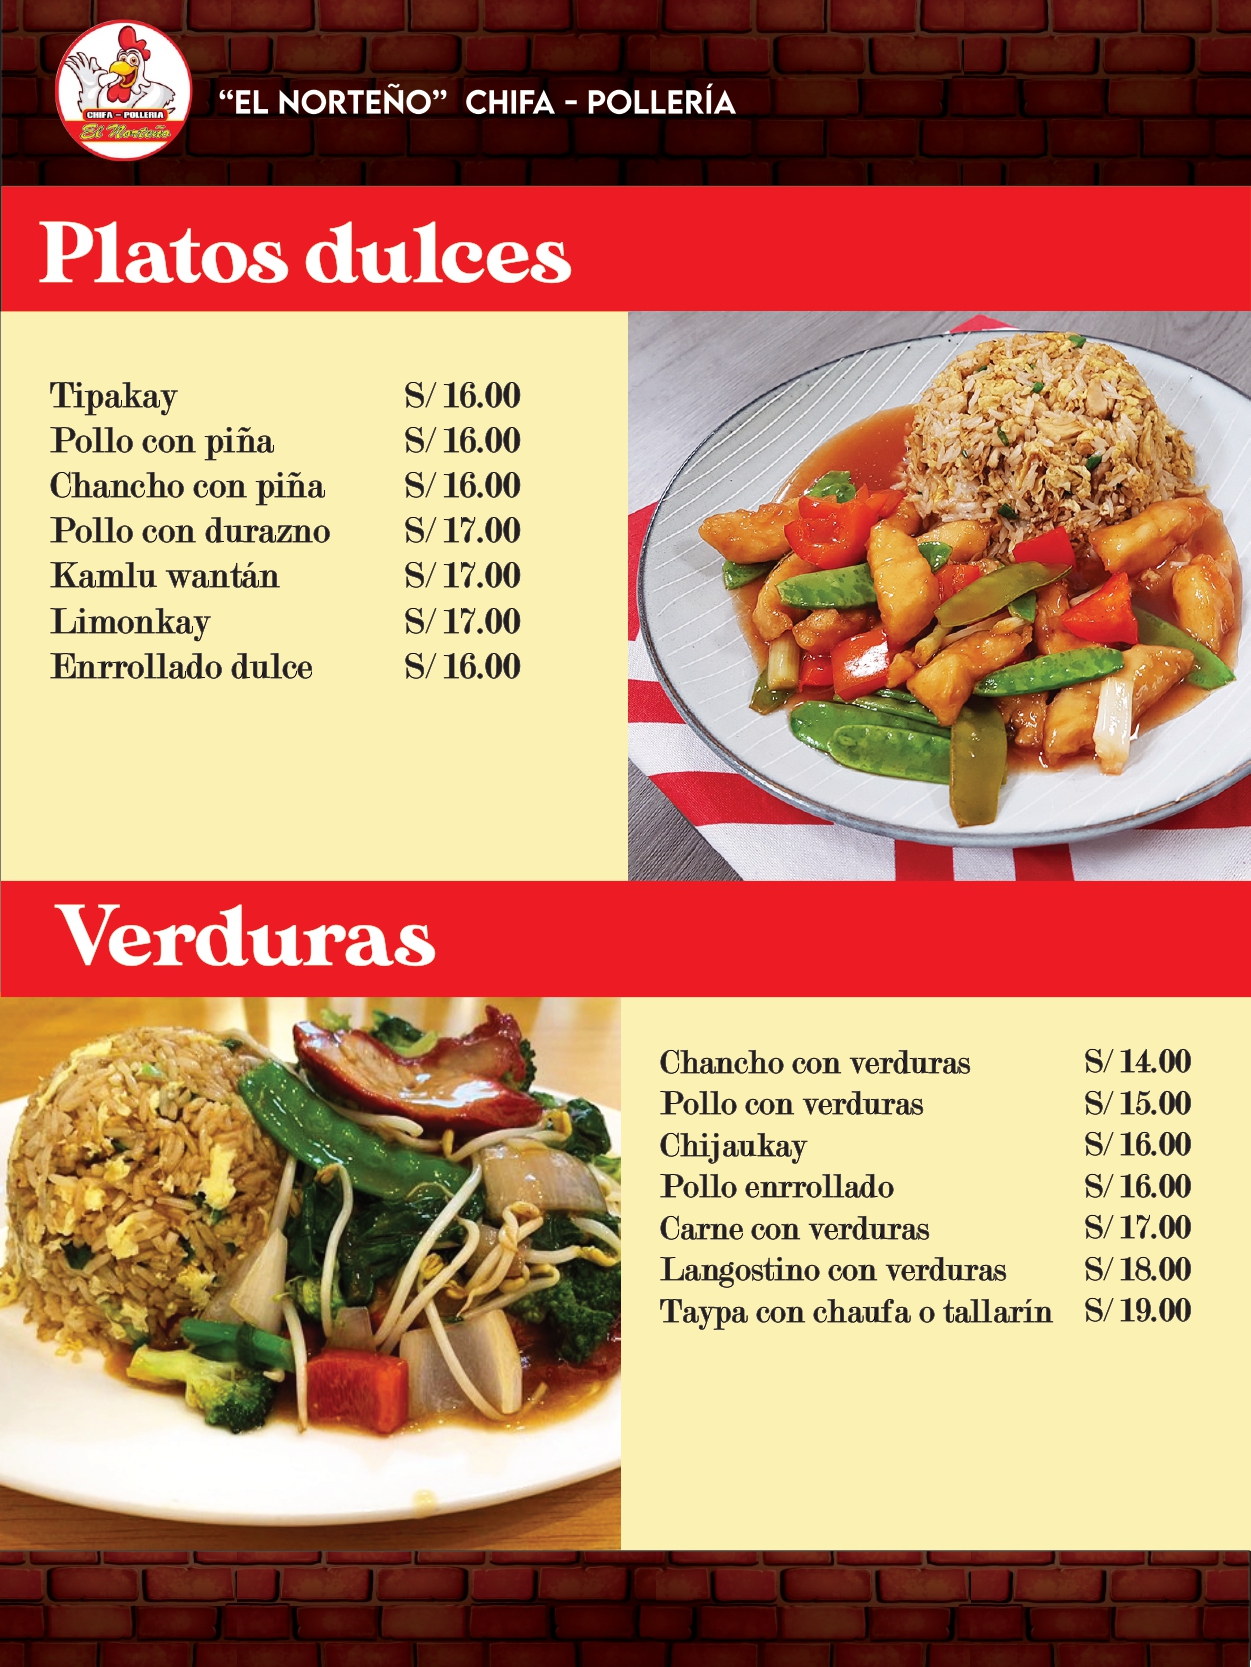 CHIFA - POLLERIA
El Norteño
“EL NORTEÑO” CHIFA - POLLERÍA
Platos dulces
Tipakay S/ 16.00
Pollo con piña S/ 16.00
Chancho con piña S/ 16.00
Pollo con durazno S/ 17.00
Kamlu wantán S/ 17.00
Limonkay S/ 17.00
Enrrollado dulce S/ 16.00
Verduras
Chancho con verduras S/ 14.00
Pollo con verduras S/ 15.00
Chijaukay S/ 16.00
Pollo enrrollado S/ 16.00
Carne con verduras S/ 17.00
Langostino con verduras S/ 18.00
Taypa con chaufa o tallarín S/ 19.00